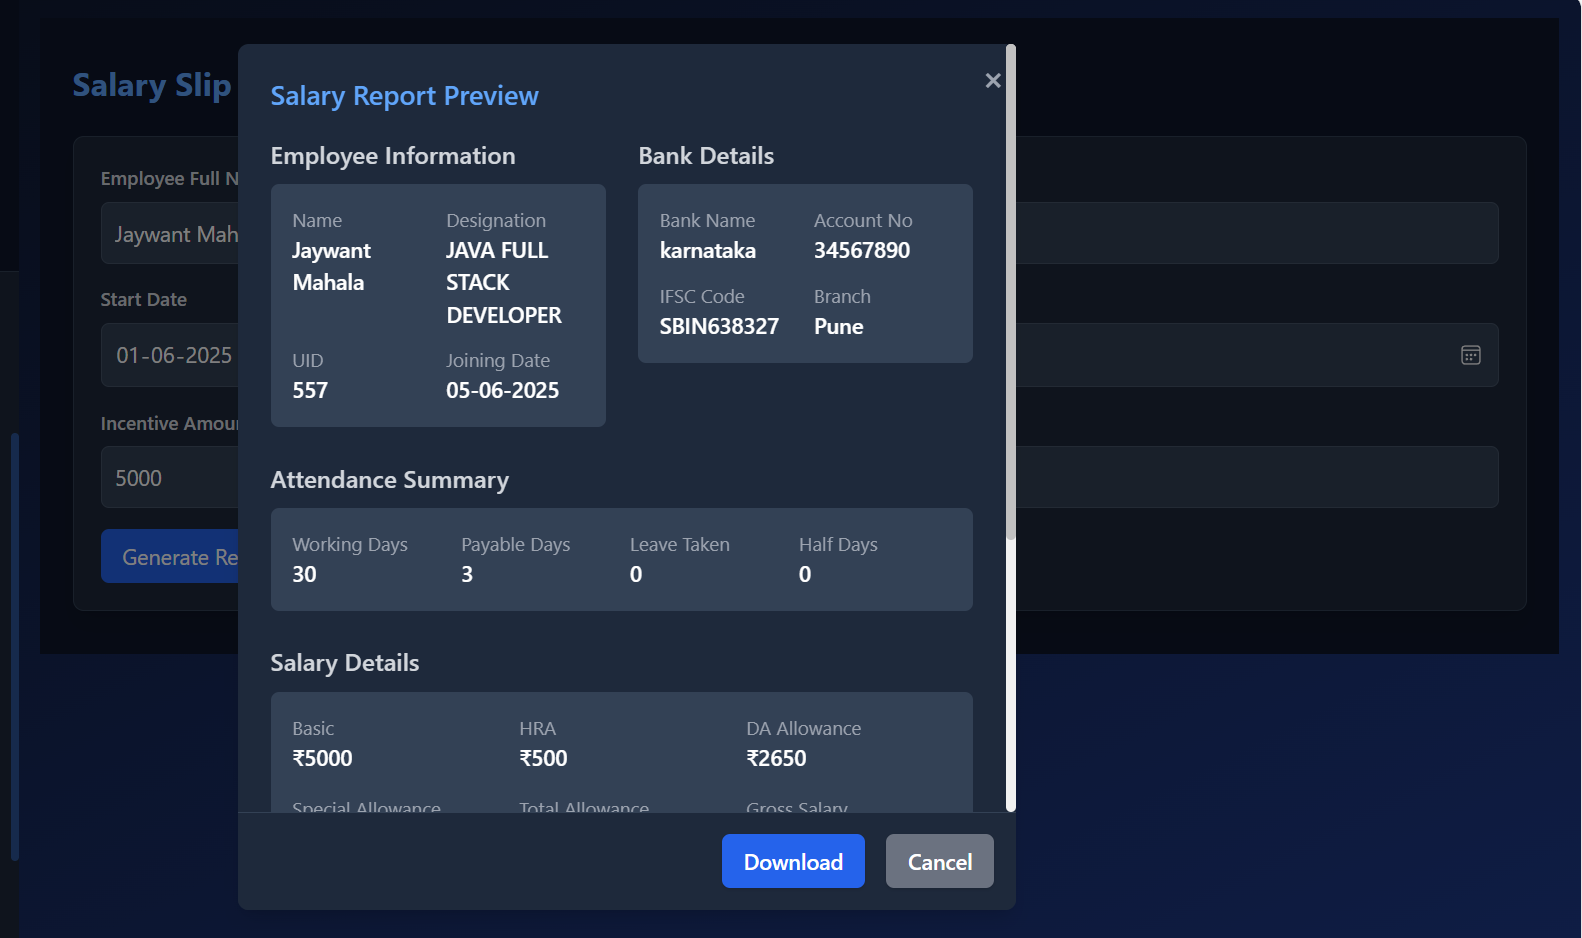 Salary Slip
Employee Full N
Jaywant Mah
Start Date
01-06-2025
Incentive Amou
5000
Generate Re
Salary Report Preview
×
Employee Information
Name
Jaywant
Mahala
Designation
JAVA FULL
STACK
DEVELOPER
UID
557
Joining Date
05-06-2025
Bank Details
Bank Name
karnataka
Account No
34567890
IFSC Code
SBIN638327
Branch
Pune
Attendance Summary
Working Days
30
Payable Days
3
Leave Taken
0
Half Days
0
Salary Details
Basic
₹5000
HRA
₹500
DA Allowance
₹2650
Special Allowance
Total Allowance
Gross Salary
Download
Cancel